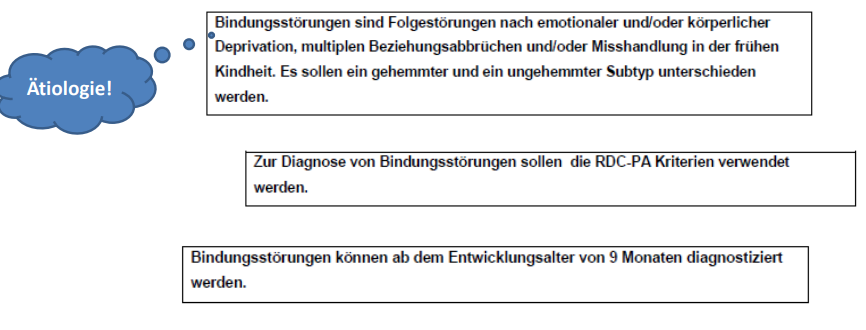 Ätiologie!
Bindungsstörungen sind Folgestörungen nach emotionaler und/oder körperlicher
Deprivation, multiplen Beziehungsabbrüchen und/oder Misshandlung in der frühen
Kindheit. Es sollen ein gehemmter und ein ungehemmter Subtyp unterschieden
werden.
Zur Diagnose von Bindungsstörungen sollen die RDC-PA Kriterien verwendet
werden.
Bindungsstörungen können ab dem Entwicklungsalter von 9 Monaten diagnostiziert
werden.